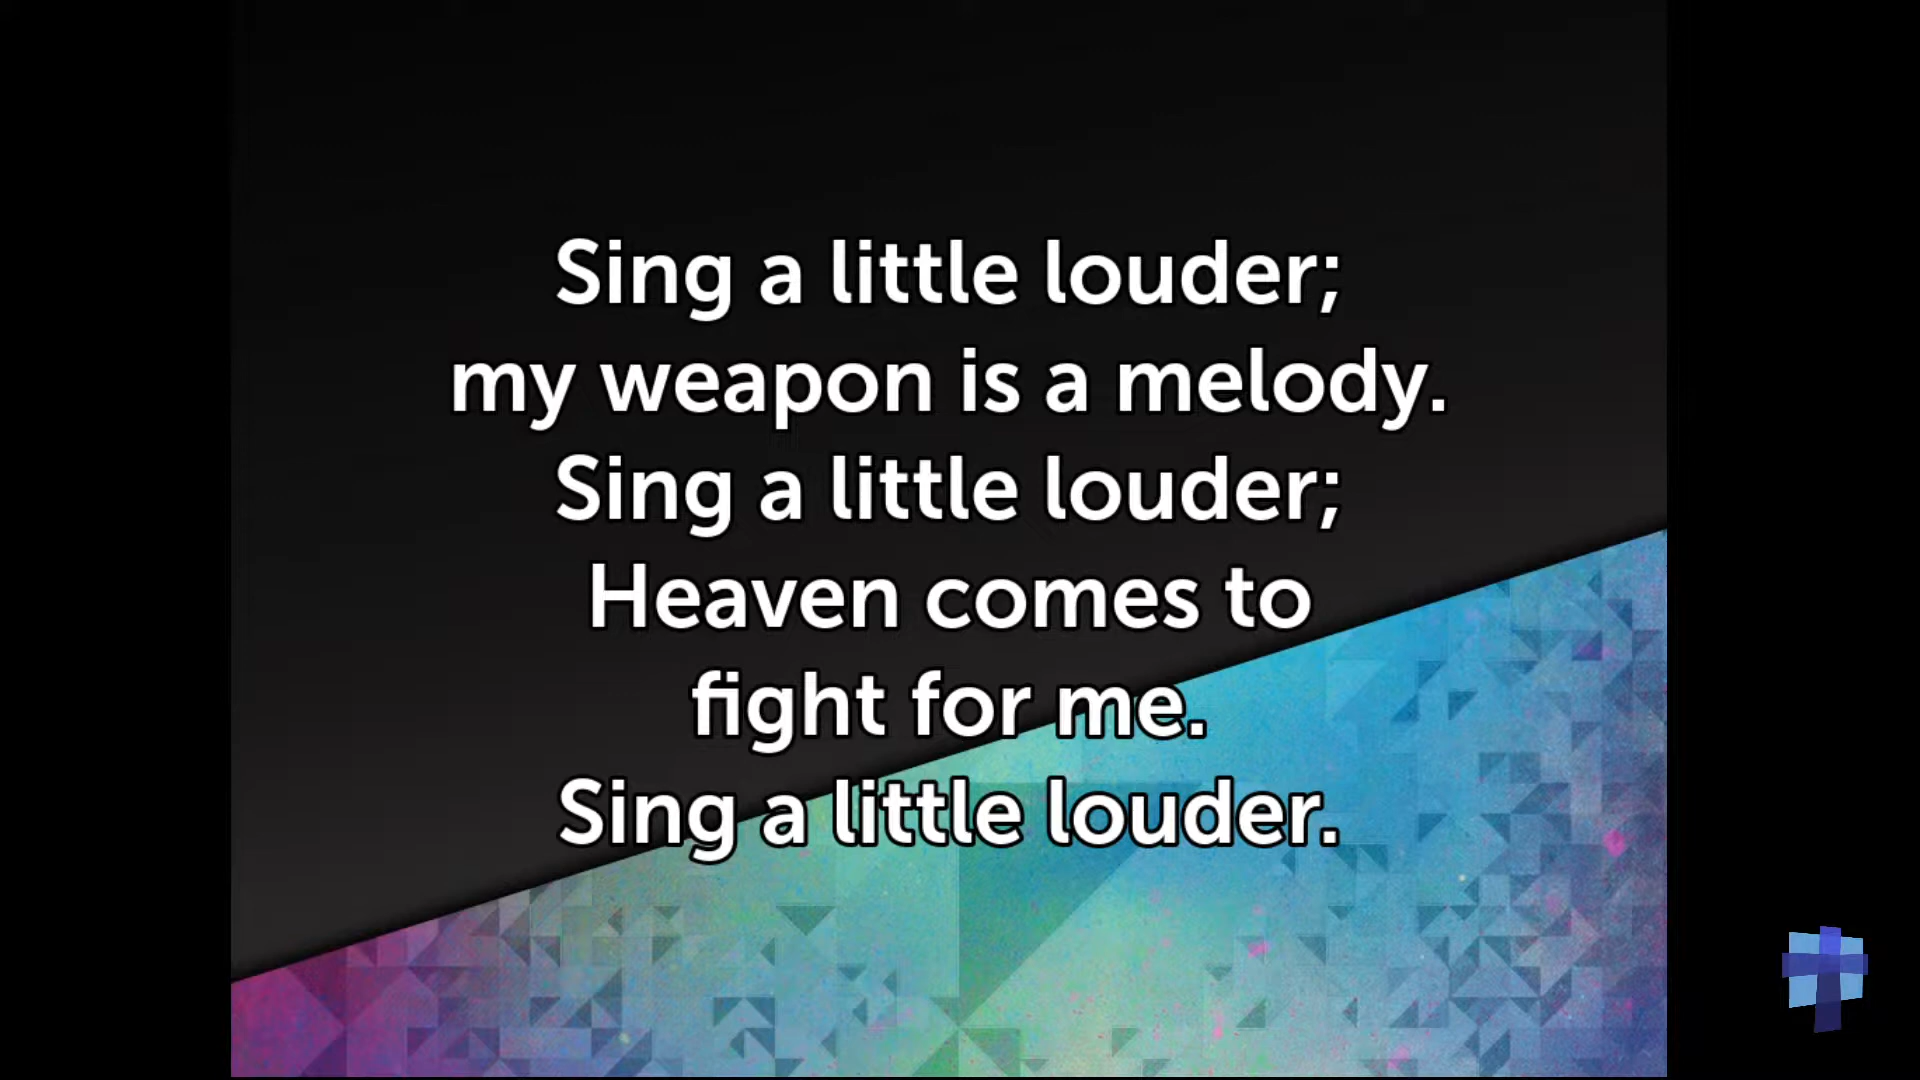 Sing a little louder;
my weapon is a melody.
Sing a little louder;
Heaven comes to
fight for me.
Sing a little louder.